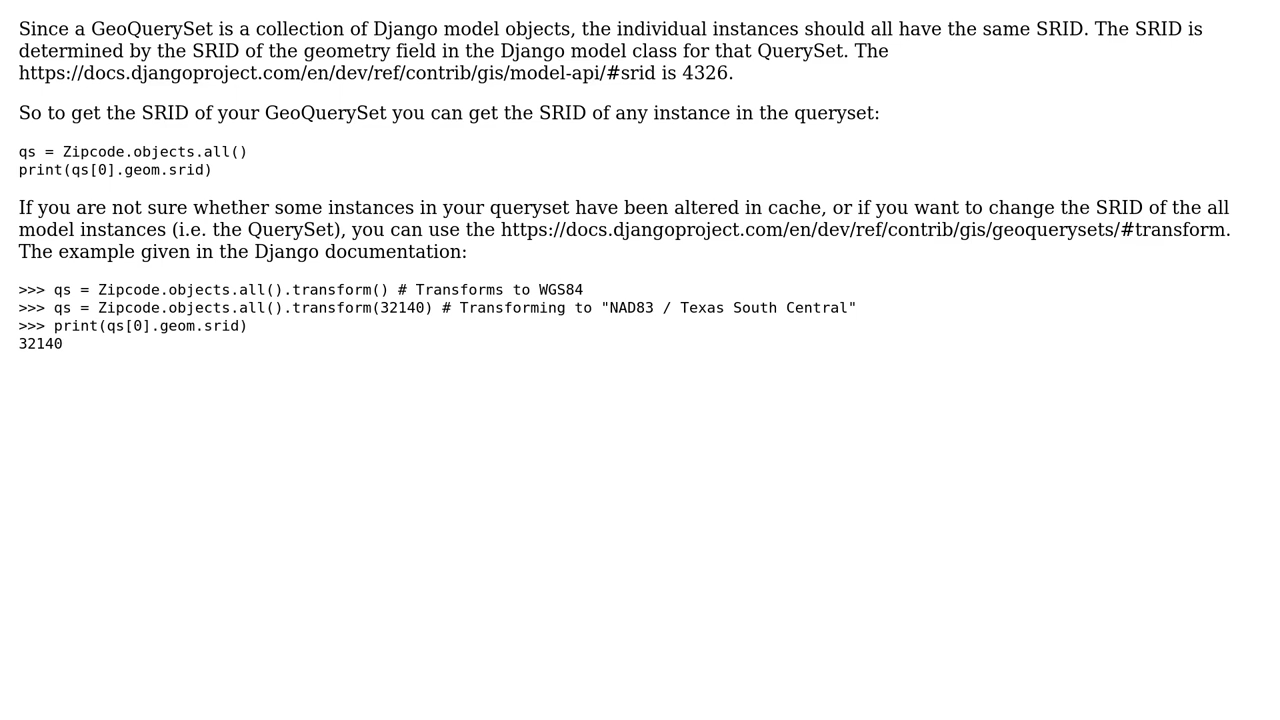 Since a GeoQuerySet is a collection of Django model objects, the individual instances should all have the same SRID. The SRID is
determined by the SRID of the geometry field in the Django model class for that QuerySet. The
https://docs.djangoproject.com/en/dev/ref/contrib/gis/model-api/#srid is 4326.
So to get the SRID of your GeoQuerySet you can get the SRID of any instance in the queryset:
qs = Zipcode.objects.all()
print(qs[0].geom.srid)
If you are not sure whether some instances in your queryset have been altered in cache, or if you want to change the SRID of the all
model instances (i.e. the QuerySet), you can use the https://docs.djangoproject.com/en/dev/ref/contrib/gis/geoquerysets/#transform.
The example given in the Django documentation:
>>> qs = Zipcode.objects.all().transform() # Transforms to WGS84
>>> qs = Zipcode.objects.all().transform(32140) # Transforming to "NAD83 / Texas South Central"
>>> print(qs[0].geom.srid)
32140